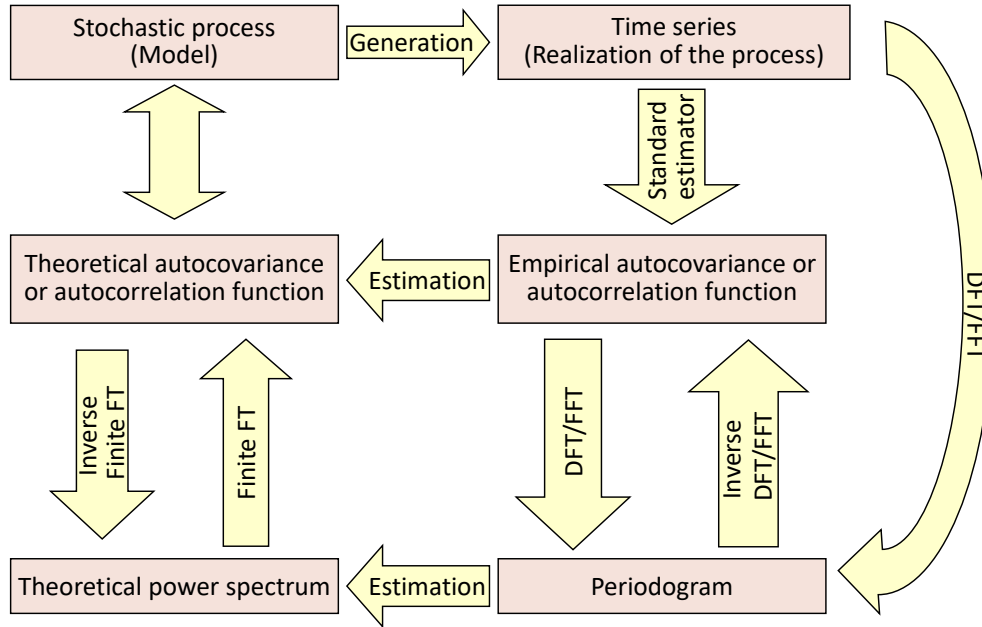 Stochastic process
(Model)
Generation
Time series
(Realization of the process)
Standard
estimator
DFT/FFT
Theoretical autocovariance
or autocorrelation function
Estimation
Empirical autocovariance or
autocorrelation function
Inverse
Finite FT
Finite FT
DFT/FFT
Inverse
DFT/FFT
Theoretical power spectrum
Estimation
Periodogram